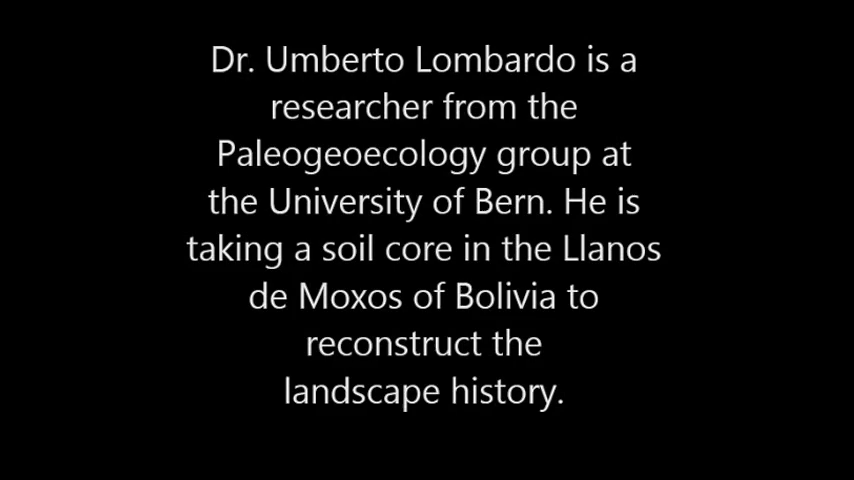 Dr. Umberto Lombardo is a
researcher from the
Paleogeoecology group at
the University of Bern. He is
taking a soil core in the Llanos
de Moxos of Bolivia to
reconstruct the
landscape history.